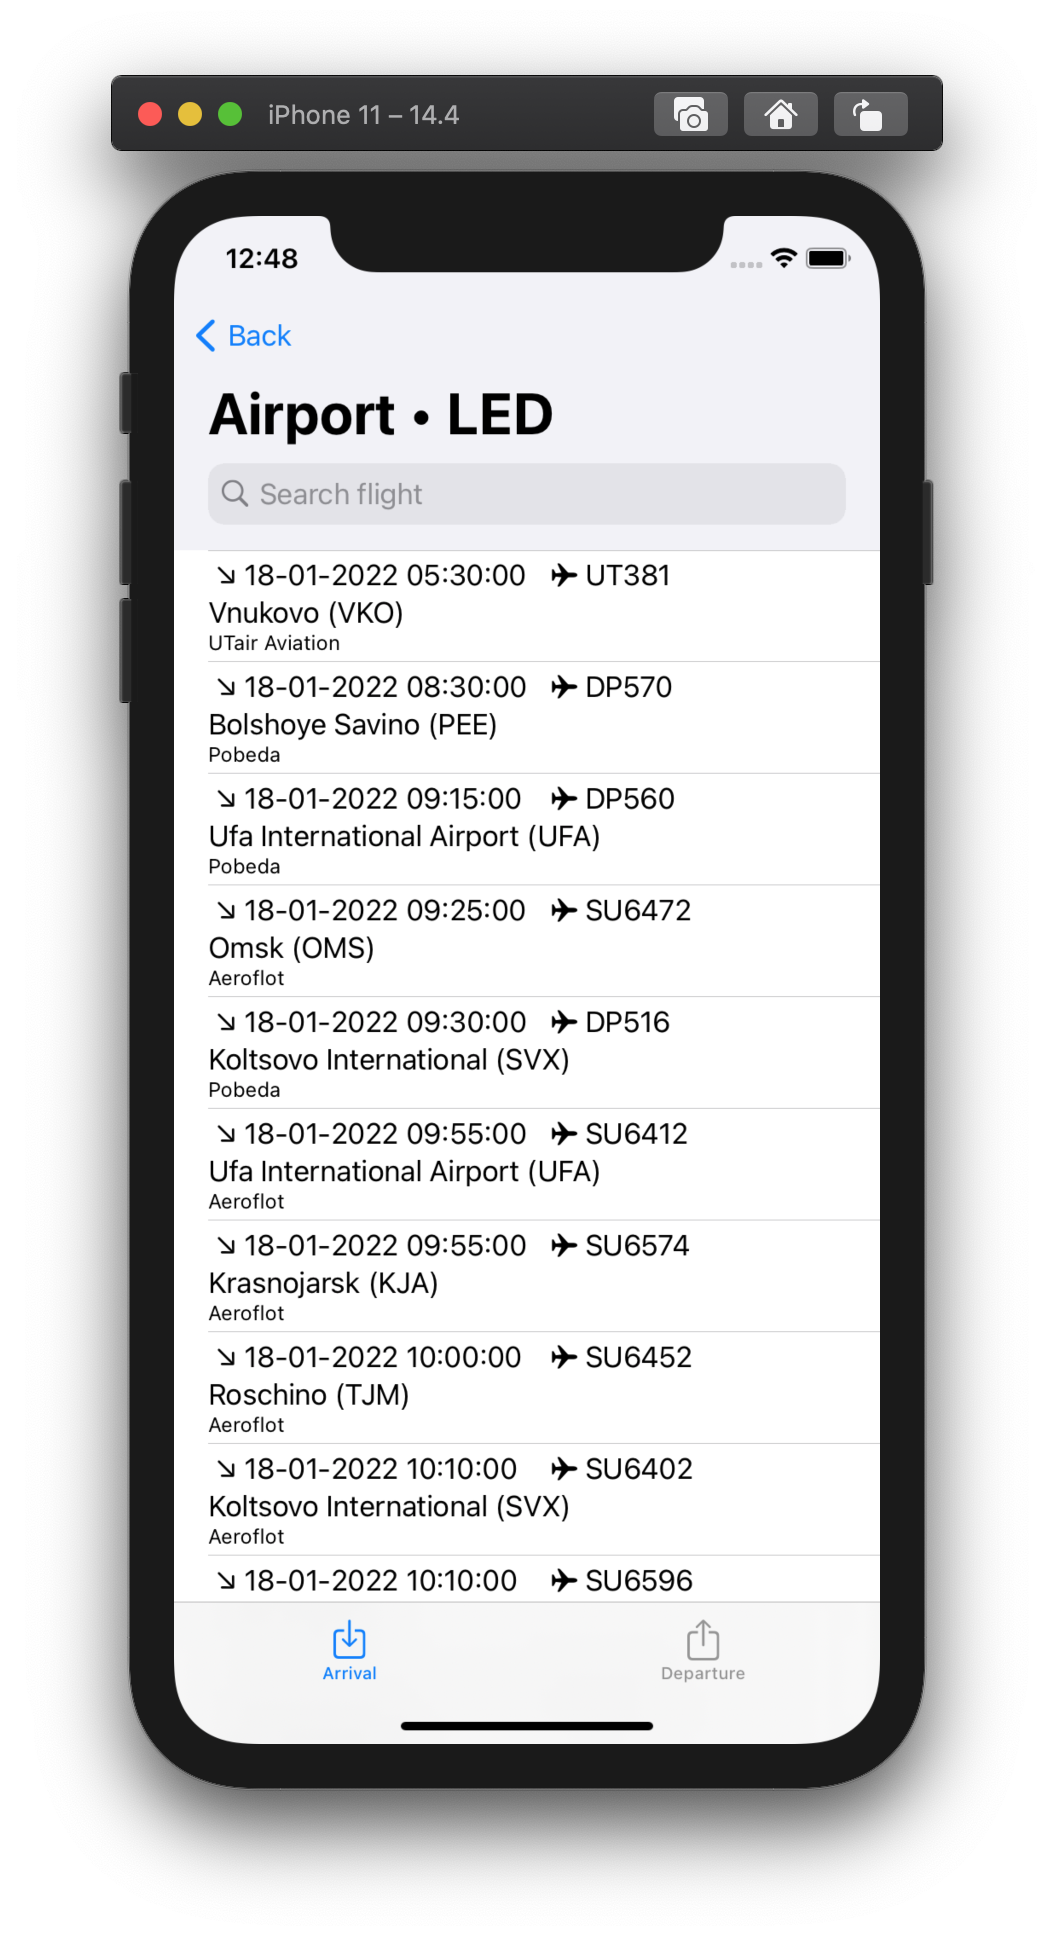 iPhone 11 – 14.4
12:48
Back
Airport • LED
Search flight
18-01-2022 05:30:00 UT381
Vnukovo (VKO)
UTair Aviation
18-01-2022 08:30:00 DP570
Bolshoye Savino (PEE)
Pobeda
18-01-2022 09:15:00 DP560
Ufa International Airport (UFA)
Pobeda
18-01-2022 09:25:00 SU6472
Omsk (OMS)
Aeroflot
18-01-2022 09:30:00 DP516
Koltsovo International (SVX)
Pobeda
18-01-2022 09:55:00 SU6412
Ufa International Airport (UFA)
Aeroflot
18-01-2022 09:55:00 SU6574
Krasnojarsk (KJA)
Aeroflot
18-01-2022 10:00:00 SU6452
Roschino (TJM)
Aeroflot
18-01-2022 10:10:00 SU6402
Koltsovo International (SVX)
Aeroflot
18-01-2022 10:10:00 SU6596
Arrival Departure